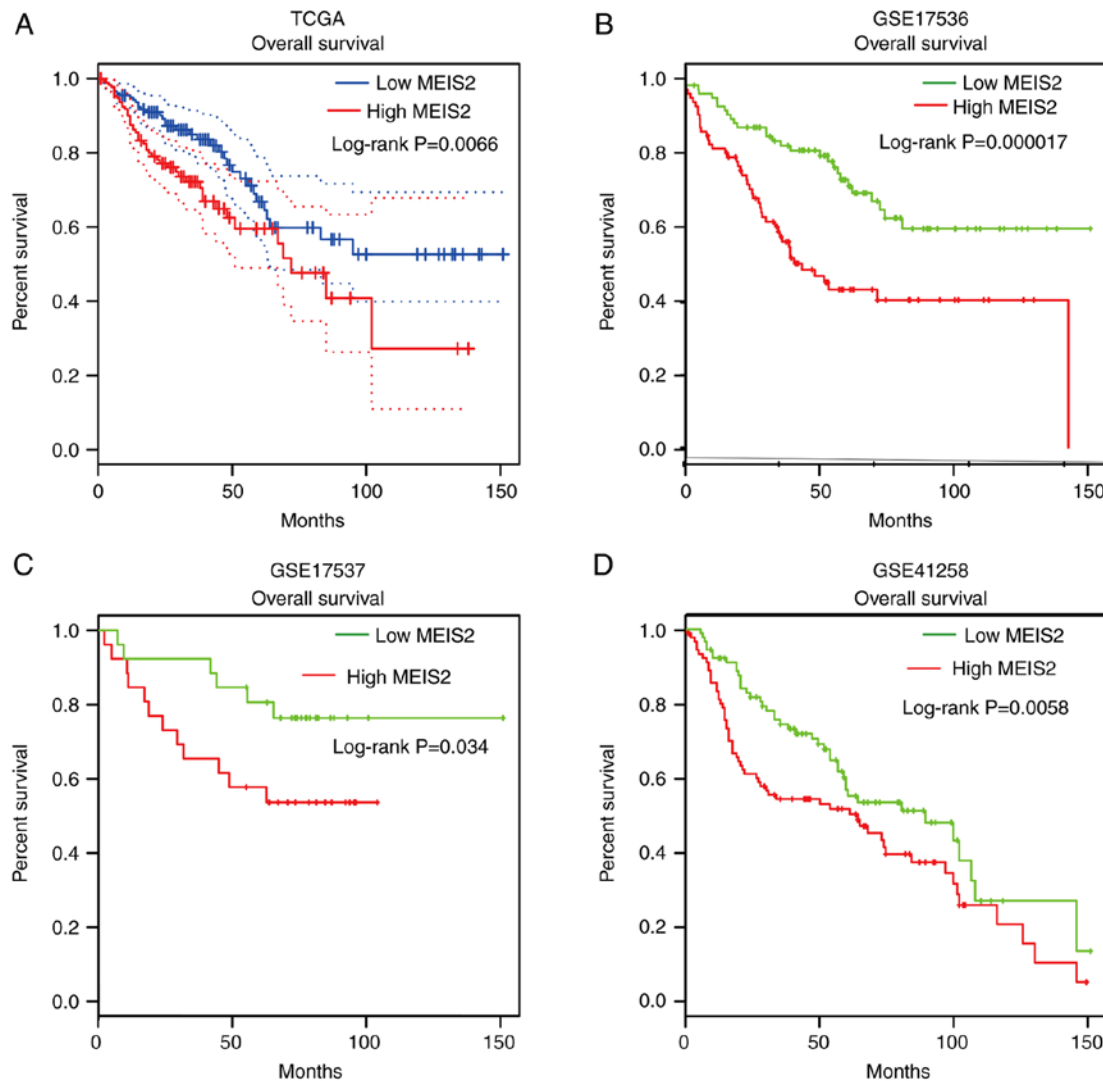 A
TCGA
Overall survival
Low MEIS2
High MEIS2
Log-rank P=0.0066
Percent survival
1.0
0.8
0.6
0.4
0.2
0.0
0 50 100 150
Months
B
GSE17536
Overall survival
Low MEIS2
High MEIS2
Log-rank P=0.000017
Percent survival
1.0
0.8
0.6
0.4
0.2
0.0
0 50 100 150
Months
C
GSE17537
Overall survival
Low MEIS2
High MEIS2
Log-rank P=0.034
Percent survival
1.0
0.8
0.6
0.4
0.2
0.0
0 50 100 150
Months
D
GSE41258
Overall survival
Low MEIS2
High MEIS2
Log-rank P=0.0058
Percent survival
1.0
0.8
0.6
0.4
0.2
0.0
0 50 100 150
Months